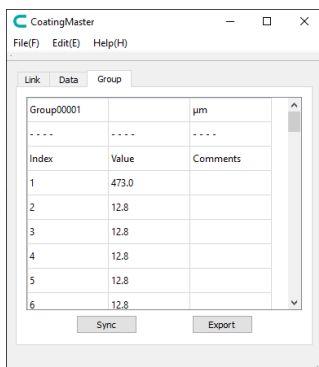 CoatingMaster
File(F) Edit(E) Help(H)
Link Data Group
Group00001 µm
- - - - - - - - - - - -
Index Value Comments
1 473.0
2 12.8
3 12.8
4 12.8
5 12.8
6 12.8
Sync Export